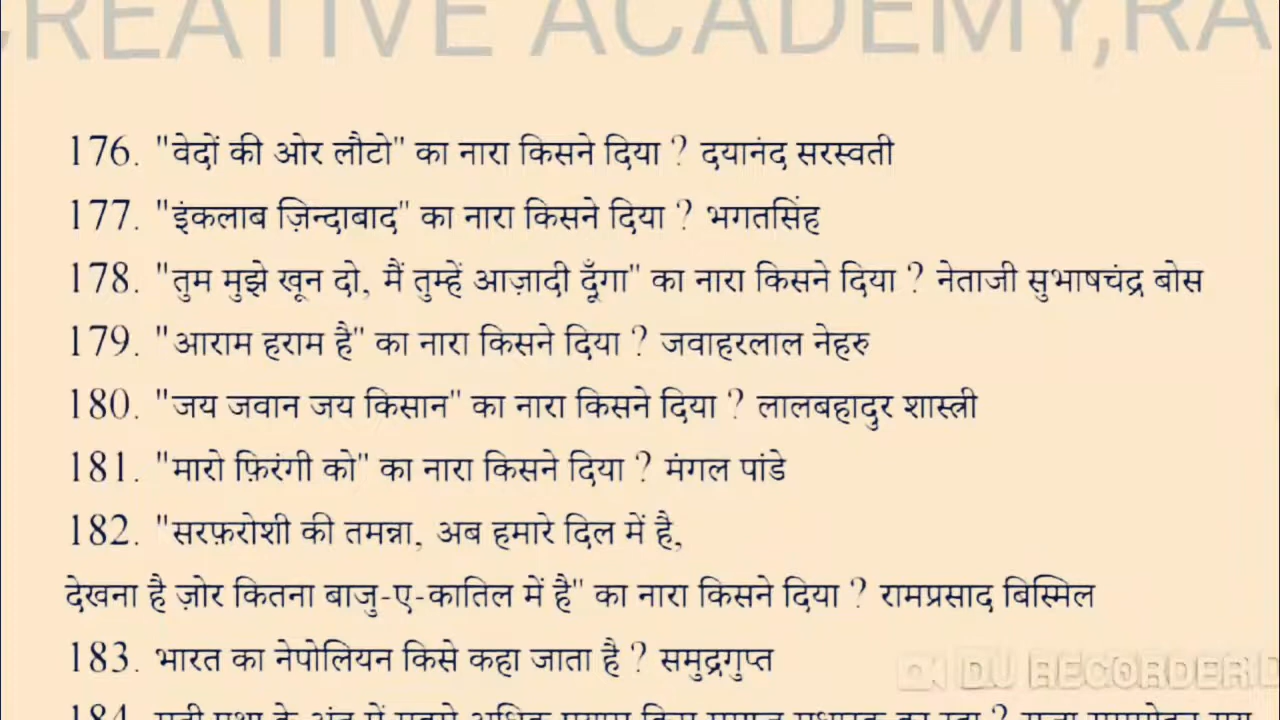 CREATIVE ACADEMY,RA
176. "वेदों की ओर लौटो" का नारा किसने दिया ? दयानंद सरस्वती
177. "इंकलाब ज़िन्दाबाद" का नारा किसने दिया ? भगतसिंह
178. "तुम मुझे खून दो, मैं तुम्हें आज़ादी दूँगा" का नारा किसने दिया ? नेताजी सुभाषचंद्र बोस
179. "आराम हराम है" का नारा किसने दिया ? जवाहरलाल नेहरु
180. "जय जवान जय किसान" का नारा किसने दिया ? लालबहादुर शास्त्री
181. "मारो फ़िरंगी को" का नारा किसने दिया ? मंगल पांडे
182. "सरफ़रोशी की तमन्ना, अब हमारे दिल में है,
देखना है ज़ोर कितना बाजु-ए-कातिल में है" का नारा किसने दिया ? रामप्रसाद बिस्मिल
183. भारत का नेपोलियन किसे कहा जाता है ? समुद्रगुप्त
DU RECORDER
184.